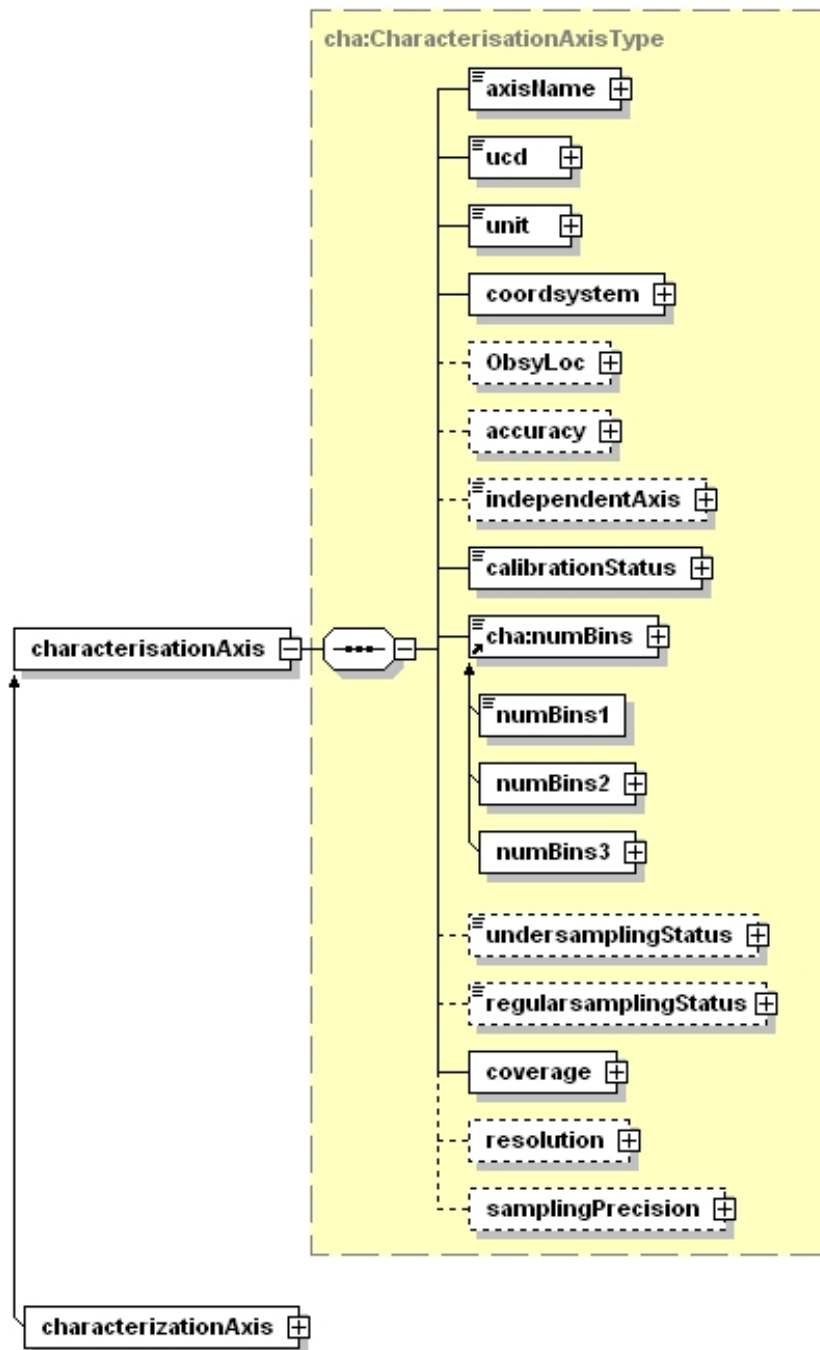 cha:CharacterisationAxisType
axisName
ucd
unit
coordsystem
ObsyLoc
accuracy
independentAxis
calibrationStatus
characterisationAxis
cha:numBins
numBins1
numBins2
numBins3
undersamplingStatus
regularsamplingStatus
coverage
resolution
samplingPrecision
characterizationAxis